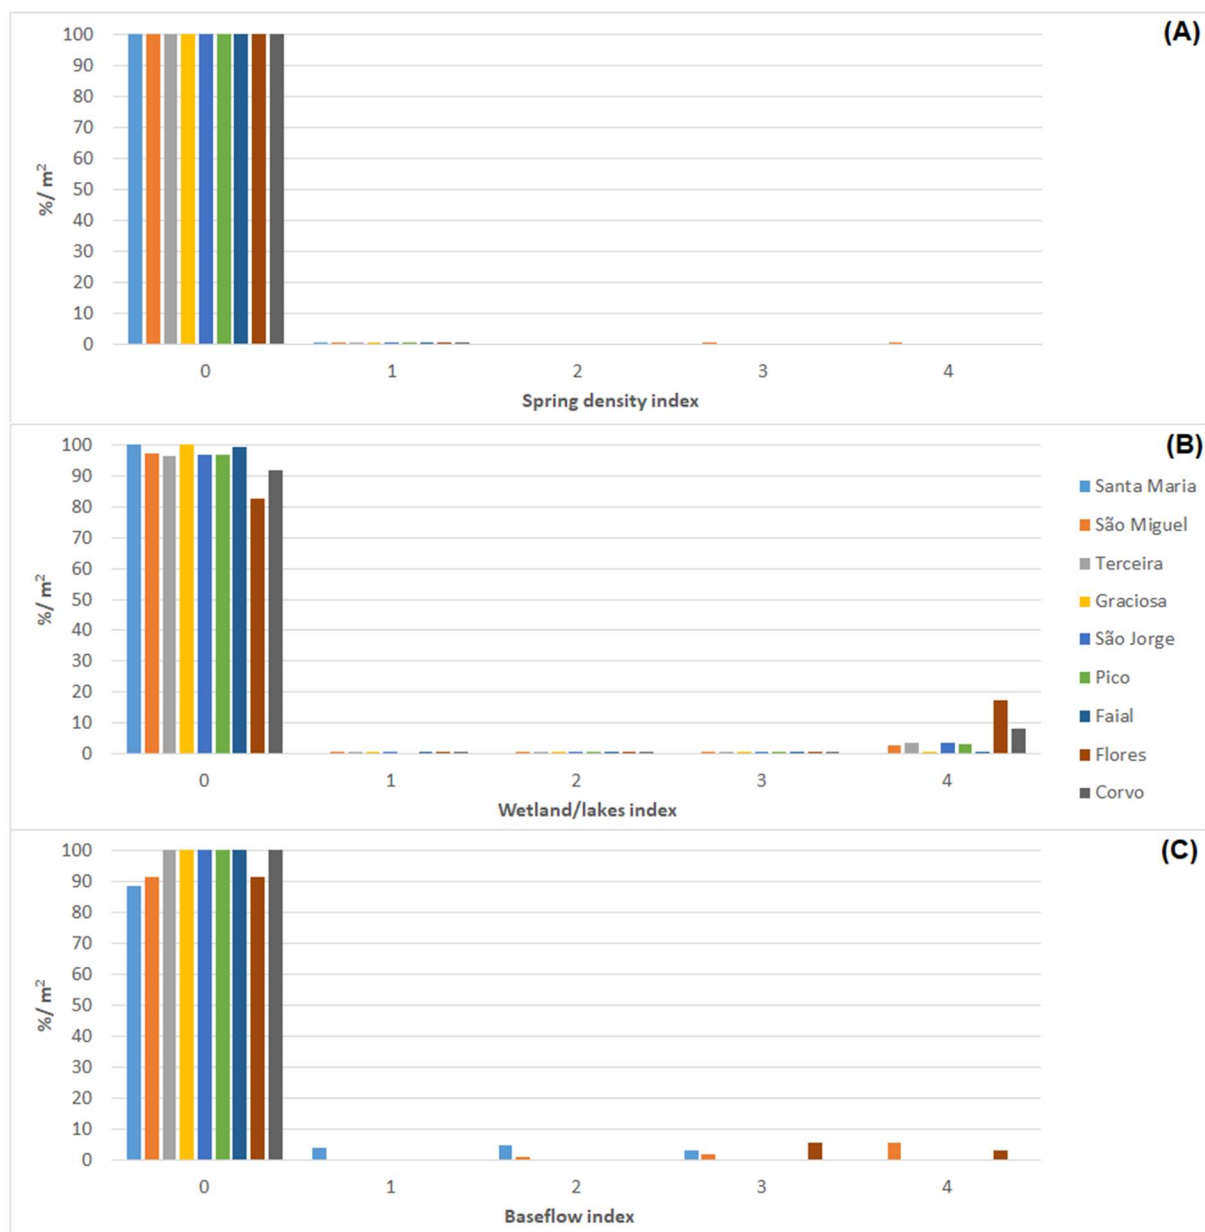 (A)
100
90
80
70
60
50
40
30
20
10
0
%/ m²
0 1 2 3 4
Spring density index
(B)
100
90
80
70
60
50
40
30
20
10
0
%/ m²
0 1 2 3 4
Wetland/lakes index
Santa Maria
São Miguel
Terceira
Graciosa
São Jorge
Pico
Faial
Flores
Corvo
(C)
100
90
80
70
60
50
40
30
20
10
0
%/ m²
0 1 2 3 4
Baseflow index